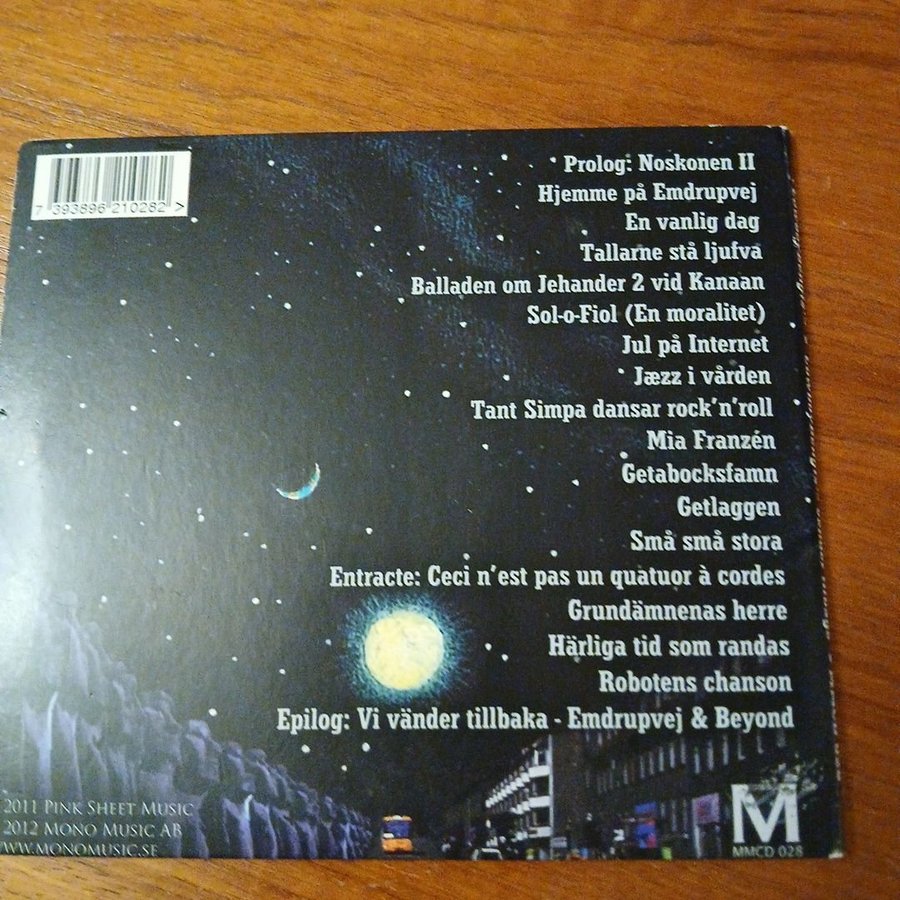 7 393896 210282 >
Prolog: Noskonen II
Hjemme på Emdrupvej
En vanlig dag
Tallarne stå ljufva
Balladen om Jehander 2 vid Kanaan
Sol-o-Fiol (En moralitet)
Jul på Internet
Jæzz i vården
Tant Simpa dansar rock'n'roll
Mia Franzén
Getabocksfamn
Getlaggen
Små små stora
Entracte: Ceci n'est pas un quatuor à cordes
Grundämnenas herre
Härliga tid som randas
Robotens chanson
Epilog: Vi vänder tillbaka - Emdrupvej & Beyond
2011 PINK SHEET MUSIC
2012 MONO MUSIC AB
WWW.MONOMUSIC.SE
M
MMCD 028